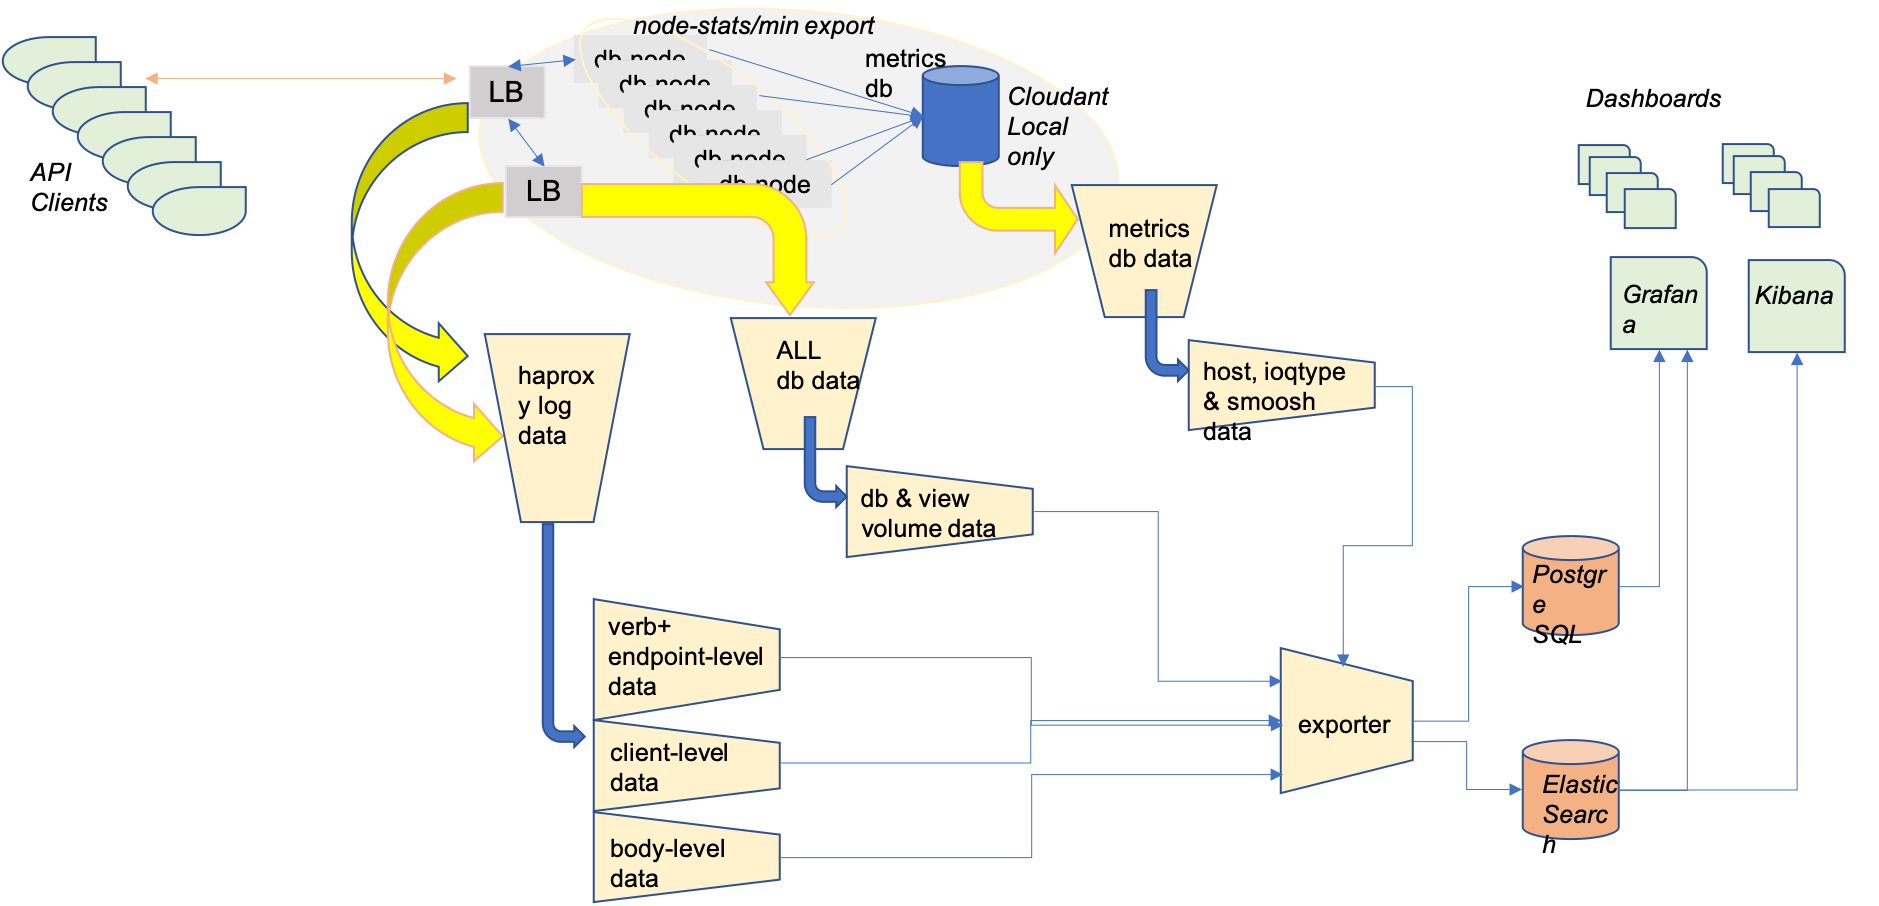 node-stats/min export
metrics
db
Cloudant
Local
only
Dashboards
API
Clients
LB
LB
db-node
db-node
db-node
db-node
db-node
db-node
metrics
db data
Grafan
a
Kibana
ALL
db data
haprox
y log
data
host, ioqtype
& smoosh
data
db & view
volume data
Postgr
e
SQL
verb+
endpoint-level
data
exporter
client-level
data
Elastic
Searc
h
body-level
data